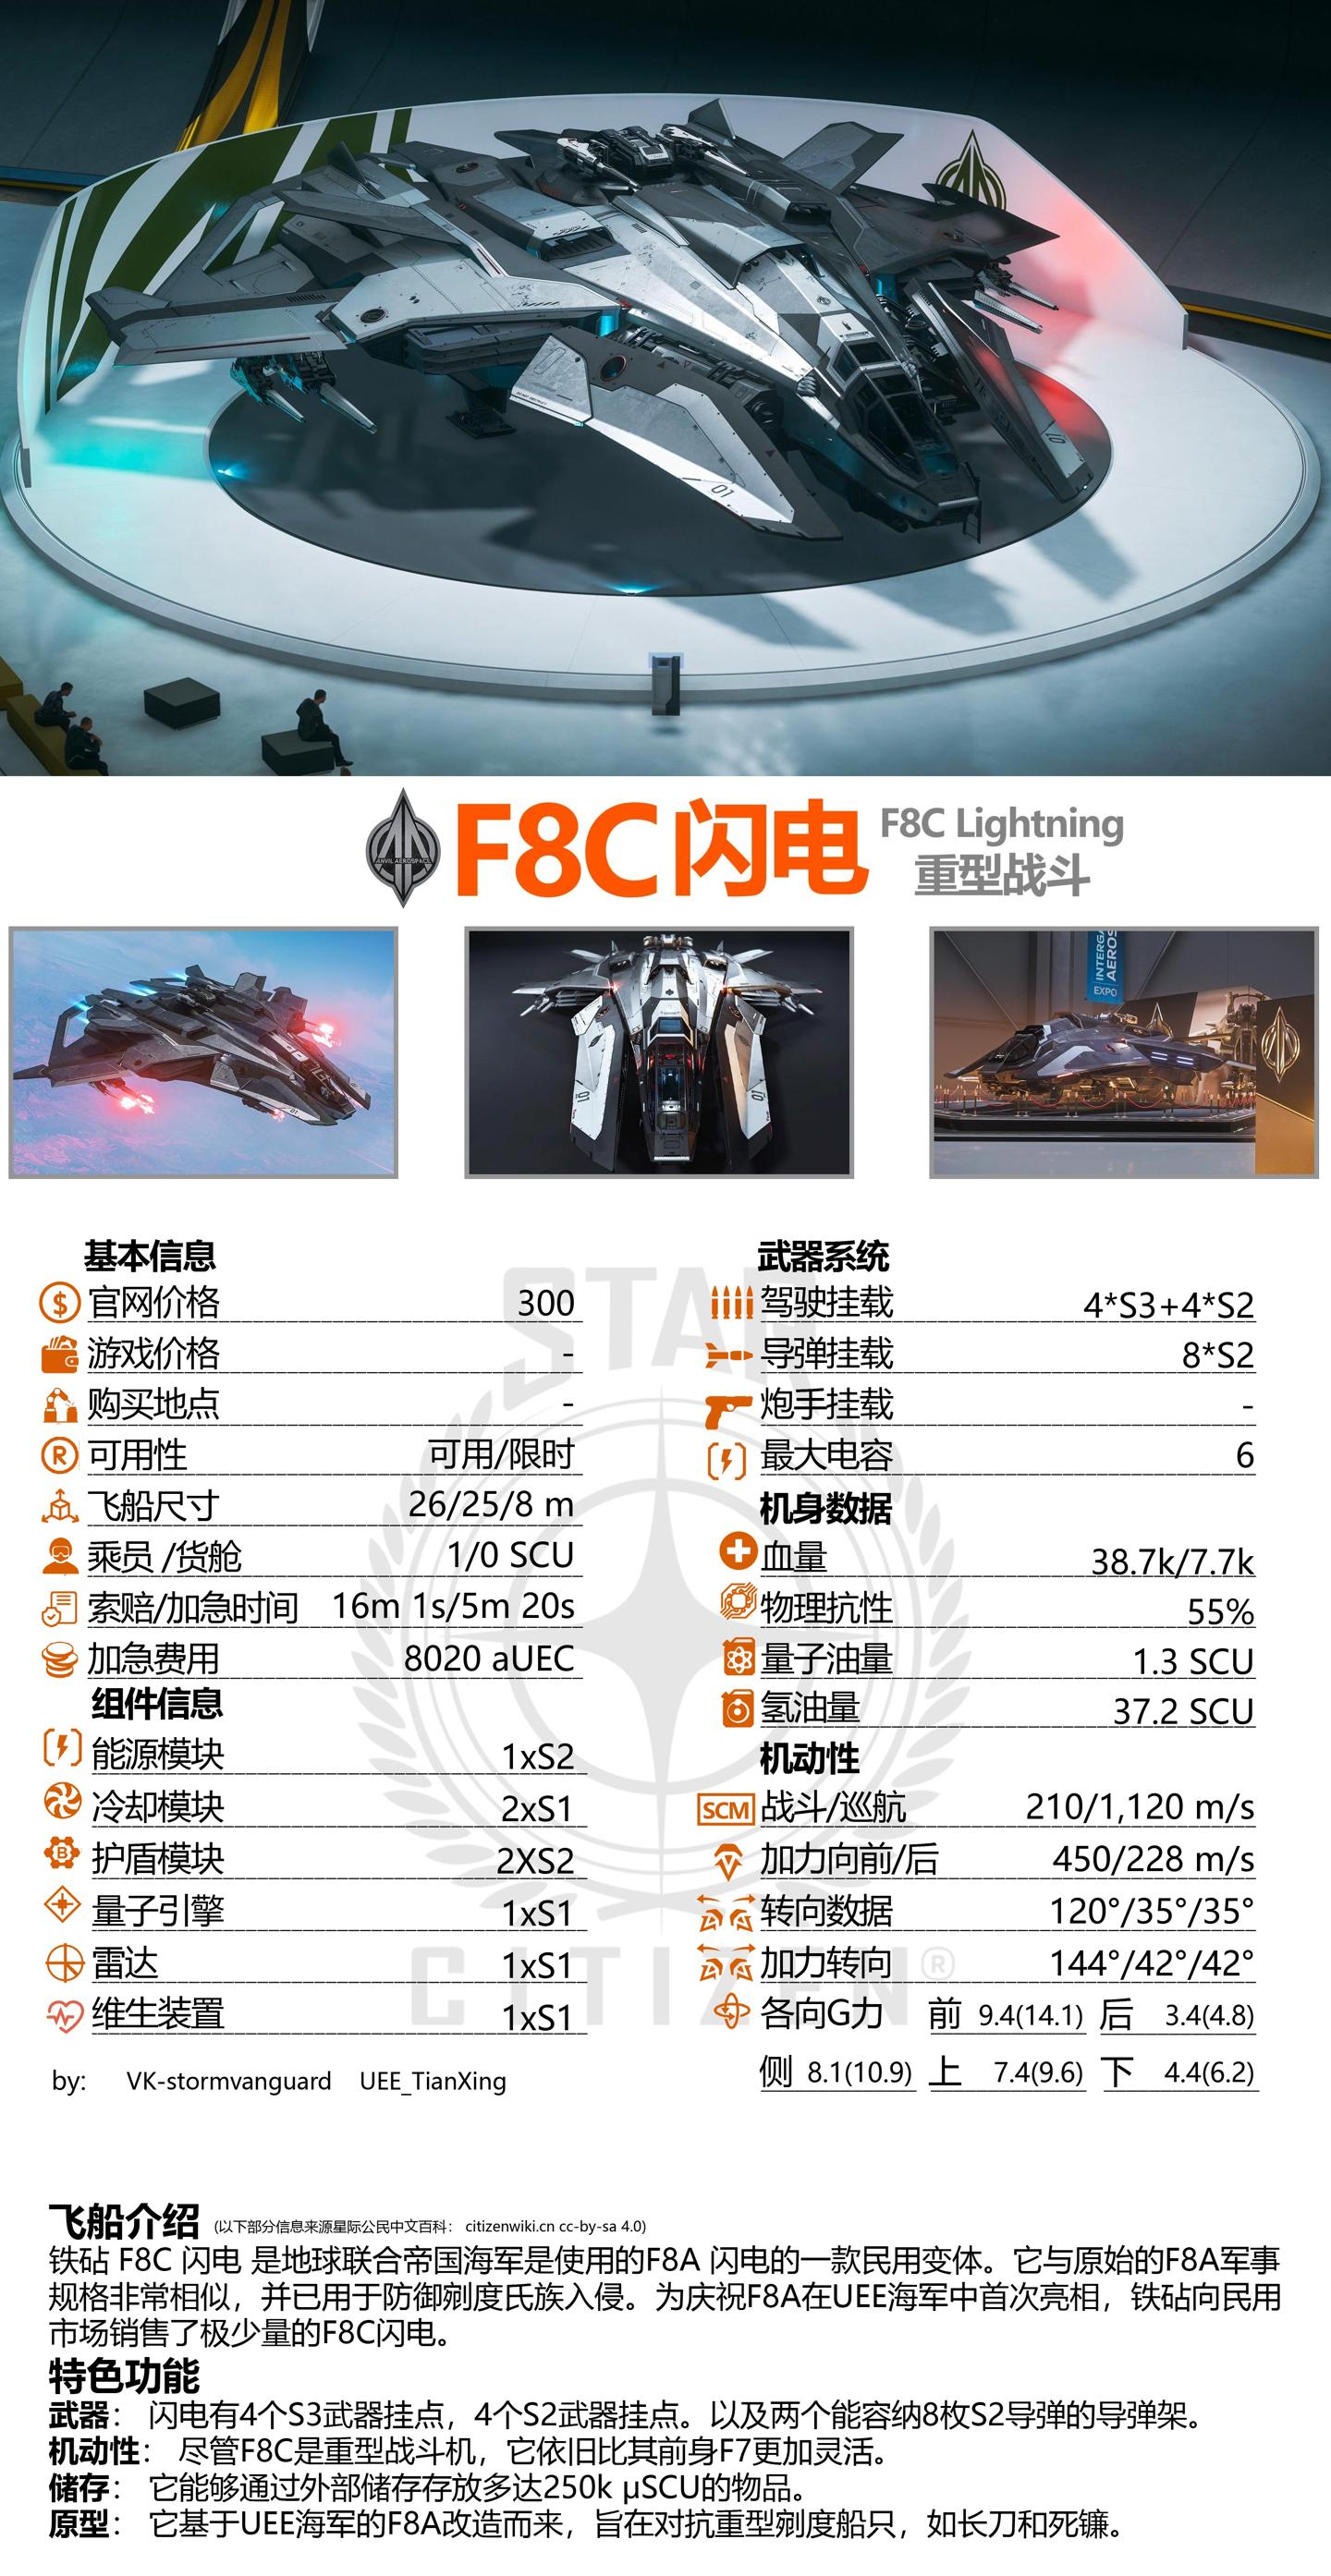 01
10
ANVIL AEROSPACE
F8C闪电
F8C Lightning
重型战斗
INTERGA
AEROS
EXPO
基本信息
官网价格 300
游戏价格 -
购买地点 -
可用性 可用/限时
飞船尺寸 26/25/8 m
乘员 /货舱 1/0 SCU
索赔/加急时间 16m 1s/5m 20s
加急费用 8020 aUEC
组件信息
能源模块 1xS2
冷却模块 2xS1
护盾模块 2XS2
量子引擎 1xS1
雷达 1xS1
维生装置 1xS1
by: VK-stormvanguard UEE_TianXing
武器系统
驾驶挂载 4*S3+4*S2
导弹挂载 8*S2
炮手挂载 -
最大电容 6
机身数据
血量 38.7k/7.7k
物理抗性 55%
量子油量 1.3 SCU
氢油量 37.2 SCU
机动性
SCM 战斗/巡航 210/1,120 m/s
加力向前/后 450/228 m/s
转向数据 120°/35°/35°
加力转向 144°/42°/42°
各向G力 前 9.4(14.1) 后 3.4(4.8)
侧 8.1(10.9) 上 7.4(9.6) 下 4.4(6.2)
STAR
CITIZEN®
飞船介绍 (以下部分信息来源星际公民中文百科： citizenwiki.cn cc-by-sa 4.0)
铁砧 F8C 闪电 是地球联合帝国海军是使用的F8A 闪电的一款民用变体。它与原始的F8A军事
规格非常相似，并已用于防御剜度氏族入侵。为庆祝F8A在UEE海军中首次亮相，铁砧向民用
市场销售了极少量的F8C闪电。
特色功能
武器： 闪电有4个S3武器挂点，4个S2武器挂点。以及两个能容纳8枚S2导弹的导弹架。
机动性： 尽管F8C是重型战斗机，它依旧比其前身F7更加灵活。
储存： 它能够通过外部储存存放多达250k μSCU的物品。
原型： 它基于UEE海军的F8A改造而来，旨在对抗重型剜度船只，如长刀和死镰。